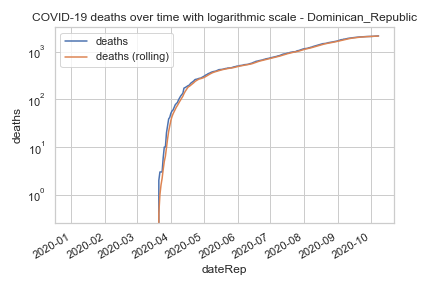 COVID-19 deaths over time with logarithmic scale - Dominican_Republic
deaths
deaths (rolling)
10³
10²
10¹
10⁰
deaths
2020-01
2020-02
2020-03
2020-04
2020-05
2020-06
2020-07
2020-08
2020-09
2020-10
dateRep